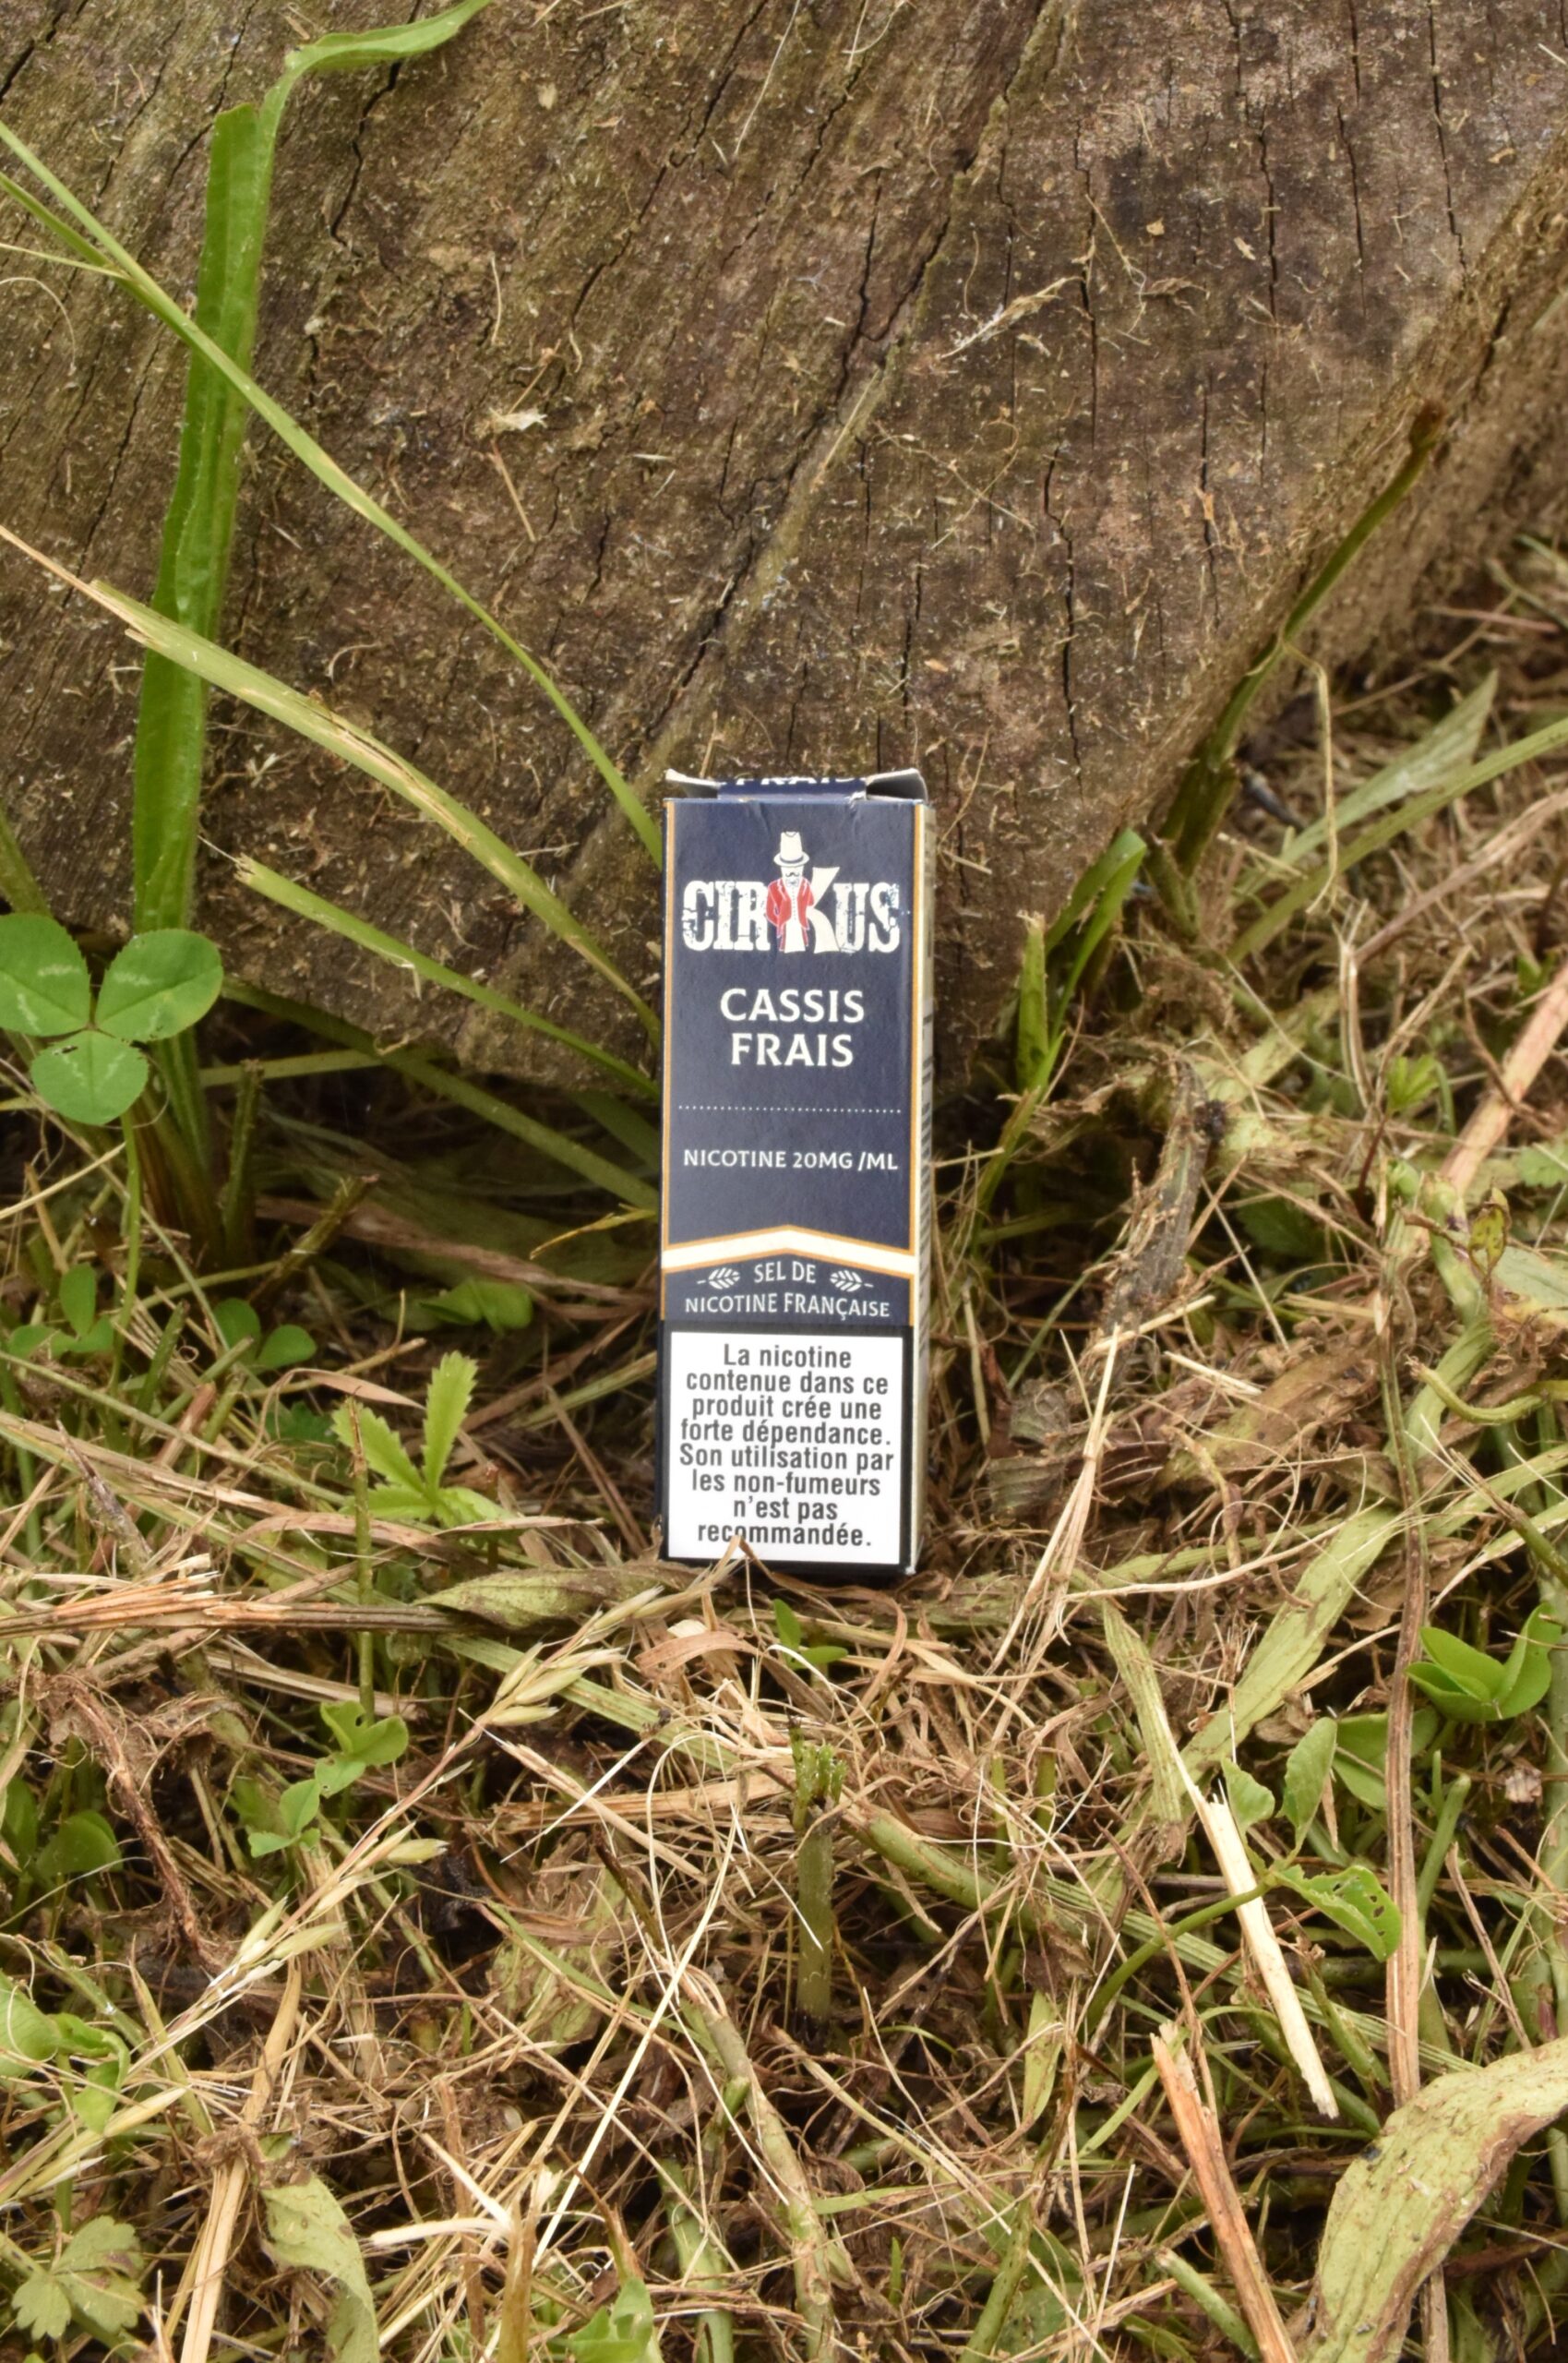 FRAIS
CIRKUS
CASSIS
FRAIS
NICOTINE 20MG /ML
SEL DE
NICOTINE FRANÇAISE
La nicotine
contenue dans ce
produit crée une
forte dépendance.
Son utilisation par
les non-fumeurs
n'est pas
recommandée.